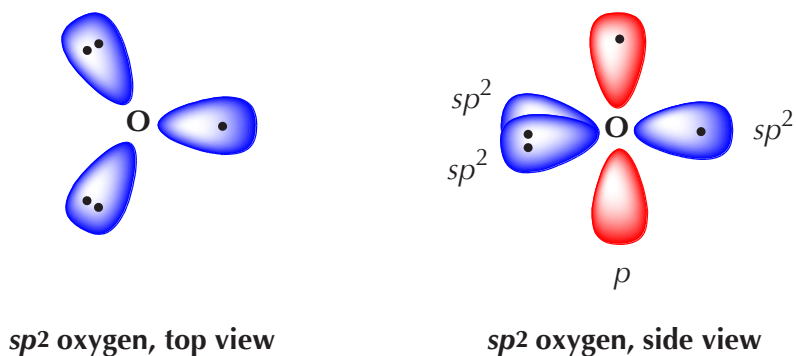 O
sp²
sp²
O
sp²
p
sp2 oxygen, top view
sp2 oxygen, side view